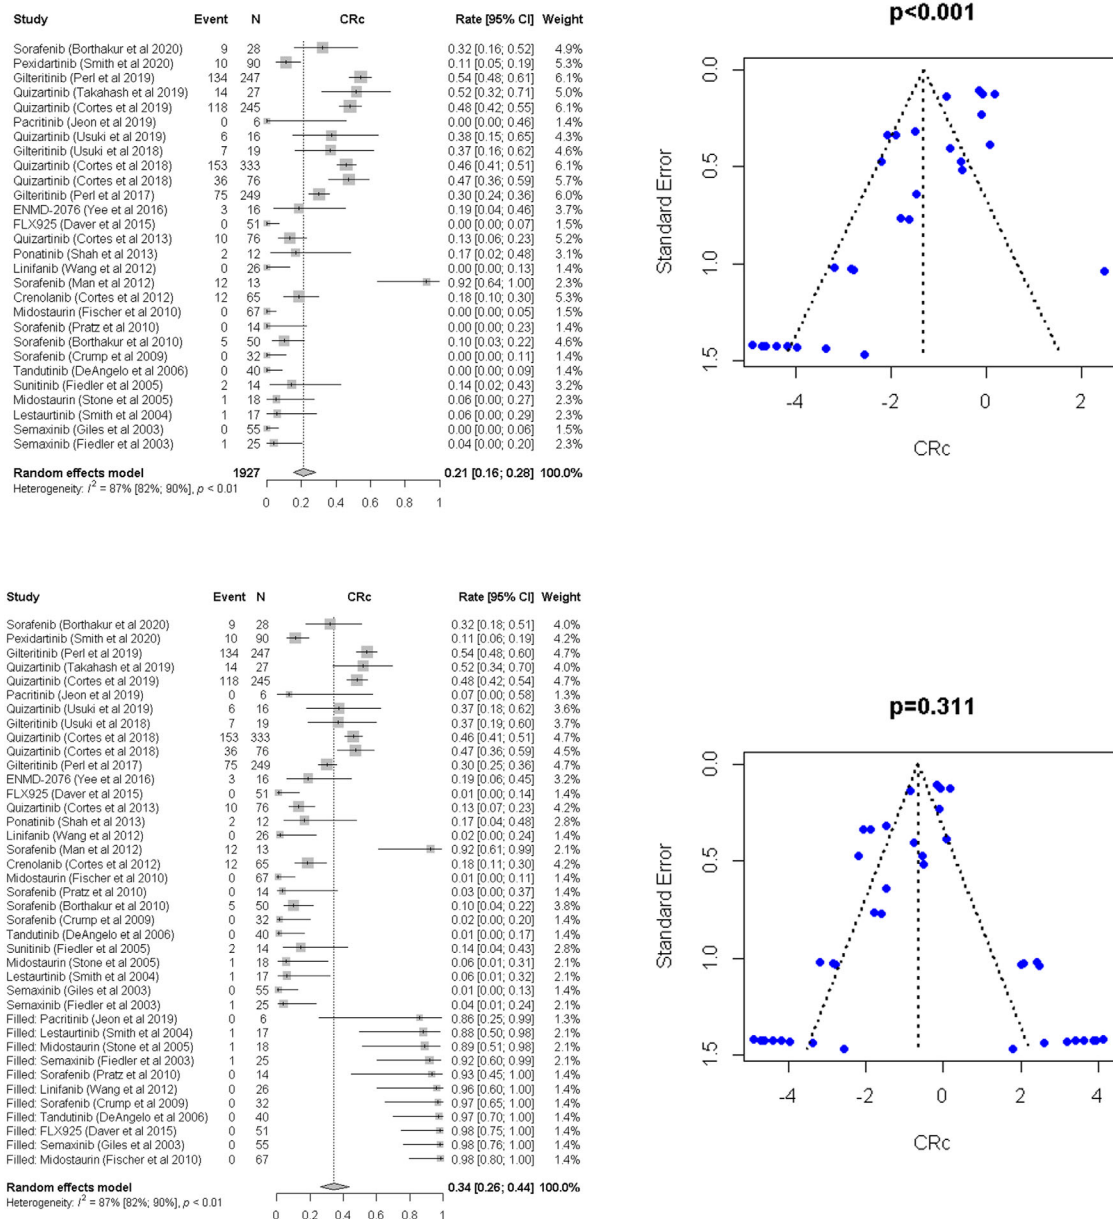 Study Event N CRc Rate [95% CI] Weight
Sorafenib (Borthakur et al 2020) 9 28 0.32 [0.16; 0.52] 4.9%
Pexidartinib (Smith et al 2020) 10 90 0.11 [0.05; 0.19] 5.3%
Gilteritinib (Perl et al 2019) 134 247 0.54 [0.48; 0.61] 6.1%
Quizartinib (Takahash et al 2019) 14 27 0.52 [0.32; 0.71] 5.0%
Quizartinib (Cortes et al 2019) 118 245 0.48 [0.42; 0.55] 6.1%
Pacritinib (Jeon et al 2019) 0 6 0.00 [0.00; 0.46] 1.4%
Quizartinib (Usuki et al 2019) 6 16 0.38 [0.15; 0.65] 4.3%
Gilteritinib (Usuki et al 2018) 7 19 0.37 [0.16; 0.62] 4.6%
Quizartinib (Cortes et al 2018) 153 333 0.46 [0.41; 0.51] 6.1%
Quizartinib (Cortes et al 2018) 36 76 0.47 [0.36; 0.59] 5.7%
Gilteritinib (Perl et al 2017) 75 249 0.30 [0.24; 0.36] 6.0%
ENMD-2076 (Yee et al 2016) 3 16 0.19 [0.04; 0.46] 3.7%
FLX925 (Daver et al 2015) 0 51 0.00 [0.00; 0.07] 1.5%
Quizartinib (Cortes et al 2013) 10 76 0.13 [0.06; 0.23] 5.2%
Ponatinib (Shah et al 2013) 2 12 0.17 [0.02; 0.48] 3.1%
Linifanib (Wang et al 2012) 0 26 0.00 [0.00; 0.13] 1.4%
Sorafenib (Man et al 2012) 12 13 0.92 [0.64; 1.00] 2.3%
Crenolanib (Cortes et al 2012) 12 65 0.18 [0.10; 0.30] 5.3%
Midostaurin (Fischer et al 2010) 0 67 0.00 [0.00; 0.05] 1.5%
Sorafenib (Pratz et al 2010) 0 14 0.00 [0.00; 0.23] 1.4%
Sorafenib (Borthakur et al 2010) 5 50 0.10 [0.03; 0.22] 4.6%
Sorafenib (Crump et al 2009) 0 32 0.00 [0.00; 0.11] 1.4%
Tandutinib (DeAngelo et al 2006) 0 40 0.00 [0.00; 0.09] 1.5%
Sunitinib (Fiedler et al 2005) 2 14 0.14 [0.02; 0.43] 3.2%
Midostaurin (Stone et al 2005) 1 18 0.06 [0.00; 0.27] 2.3%
Lestaurtinib (Smith et al 2004) 1 17 0.06 [0.00; 0.29] 2.3%
Semaxinib (Giles et al 2003) 0 55 0.00 [0.00; 0.06] 1.5%
Semaxinib (Fiedler et al 2003) 1 25 0.04 [0.00; 0.20] 2.3%
Random effects model 1927 0.21 [0.16; 0.28] 100.0%
Heterogeneity: I² = 87% [82%; 90%], p < 0.01
0 0.2 0.4 0.6 0.8 1
p<0.001
Standard Error
0.0
0.5
1.0
1.5
-4 -2 0 2
CRc
Study Event N CRc Rate [95% CI] Weight
Sorafenib (Borthakur et al 2020) 9 28 0.32 [0.18; 0.51] 4.0%
Pexidartinib (Smith et al 2020) 10 90 0.11 [0.06; 0.19] 4.2%
Gilteritinib (Perl et al 2019) 134 247 0.54 [0.48; 0.60] 4.7%
Quizartinib (Takahash et al 2019) 14 27 0.52 [0.34; 0.70] 4.0%
Quizartinib (Cortes et al 2019) 118 245 0.48 [0.42; 0.54] 4.7%
Pacritinib (Jeon et al 2019) 0 6 0.07 [0.00; 0.58] 1.3%
Quizartinib (Usuki et al 2019) 6 16 0.37 [0.18; 0.62] 3.6%
Gilteritinib (Usuki et al 2018) 7 19 0.37 [0.19; 0.60] 3.7%
Quizartinib (Cortes et al 2018) 153 333 0.46 [0.41; 0.51] 4.7%
Quizartinib (Cortes et al 2018) 36 76 0.47 [0.36; 0.59] 4.5%
Gilteritinib (Perl et al 2017) 75 249 0.30 [0.25; 0.36] 4.7%
ENMD-2076 (Yee et al 2016) 3 16 0.19 [0.06; 0.45] 3.2%
FLX925 (Daver et al 2015) 0 51 0.01 [0.00; 0.14] 1.4%
Quizartinib (Cortes et al 2013) 10 76 0.13 [0.07; 0.23] 4.2%
Ponatinib (Shah et al 2013) 2 12 0.17 [0.04; 0.48] 2.8%
Linifanib (Wang et al 2012) 0 26 0.02 [0.00; 0.24] 1.4%
Sorafenib (Man et al 2012) 12 13 0.92 [0.61; 0.99] 2.1%
Crenolanib (Cortes et al 2012) 12 65 0.18 [0.11; 0.30] 4.2%
Midostaurin (Fischer et al 2010) 0 67 0.01 [0.00; 0.11] 1.4%
Sorafenib (Pratz et al 2010) 0 14 0.03 [0.00; 0.37] 1.4%
Sorafenib (Borthakur et al 2010) 5 50 0.10 [0.04; 0.22] 3.8%
Sorafenib (Crump et al 2009) 0 32 0.02 [0.00; 0.20] 1.4%
Tandutinib (DeAngelo et al 2006) 0 40 0.01 [0.00; 0.17] 1.4%
Sunitinib (Fiedler et al 2005) 2 14 0.14 [0.04; 0.43] 2.8%
Midostaurin (Stone et al 2005) 1 18 0.06 [0.01; 0.31] 2.1%
Lestaurtinib (Smith et al 2004) 1 17 0.06 [0.01; 0.32] 2.1%
Semaxinib (Giles et al 2003) 0 55 0.01 [0.00; 0.13] 1.4%
Semaxinib (Fiedler et al 2003) 1 25 0.04 [0.01; 0.24] 2.1%
Filled: Pacritinib (Jeon et al 2019) 0 6 0.86 [0.25; 0.99] 1.3%
Filled: Lestaurtinib (Smith et al 2004) 1 17 0.88 [0.50; 0.98] 2.1%
Filled: Midostaurin (Stone et al 2005) 1 18 0.89 [0.51; 0.98] 2.1%
Filled: Semaxinib (Fiedler et al 2003) 1 25 0.92 [0.60; 0.99] 2.1%
Filled: Sorafenib (Pratz et al 2010) 0 14 0.93 [0.45; 1.00] 1.4%
Filled: Linifanib (Wang et al 2012) 0 26 0.96 [0.60; 1.00] 1.4%
Filled: Sorafenib (Crump et al 2009) 0 32 0.97 [0.65; 1.00] 1.4%
Filled: Tandutinib (DeAngelo et al 2006) 0 40 0.97 [0.70; 1.00] 1.4%
Filled: FLX925 (Daver et al 2015) 0 51 0.98 [0.75; 1.00] 1.4%
Filled: Semaxinib (Giles et al 2003) 0 55 0.98 [0.76; 1.00] 1.4%
Filled: Midostaurin (Fischer et al 2010) 0 67 0.98 [0.80; 1.00] 1.4%
Random effects model 0.34 [0.26; 0.44] 100.0%
Heterogeneity: I² = 87% [82%; 90%], p < 0.01
0 0.2 0.4 0.6 0.8 1
p=0.311
Standard Error
0.0
0.5
1.0
1.5
-4 -2 0 2 4
CRc